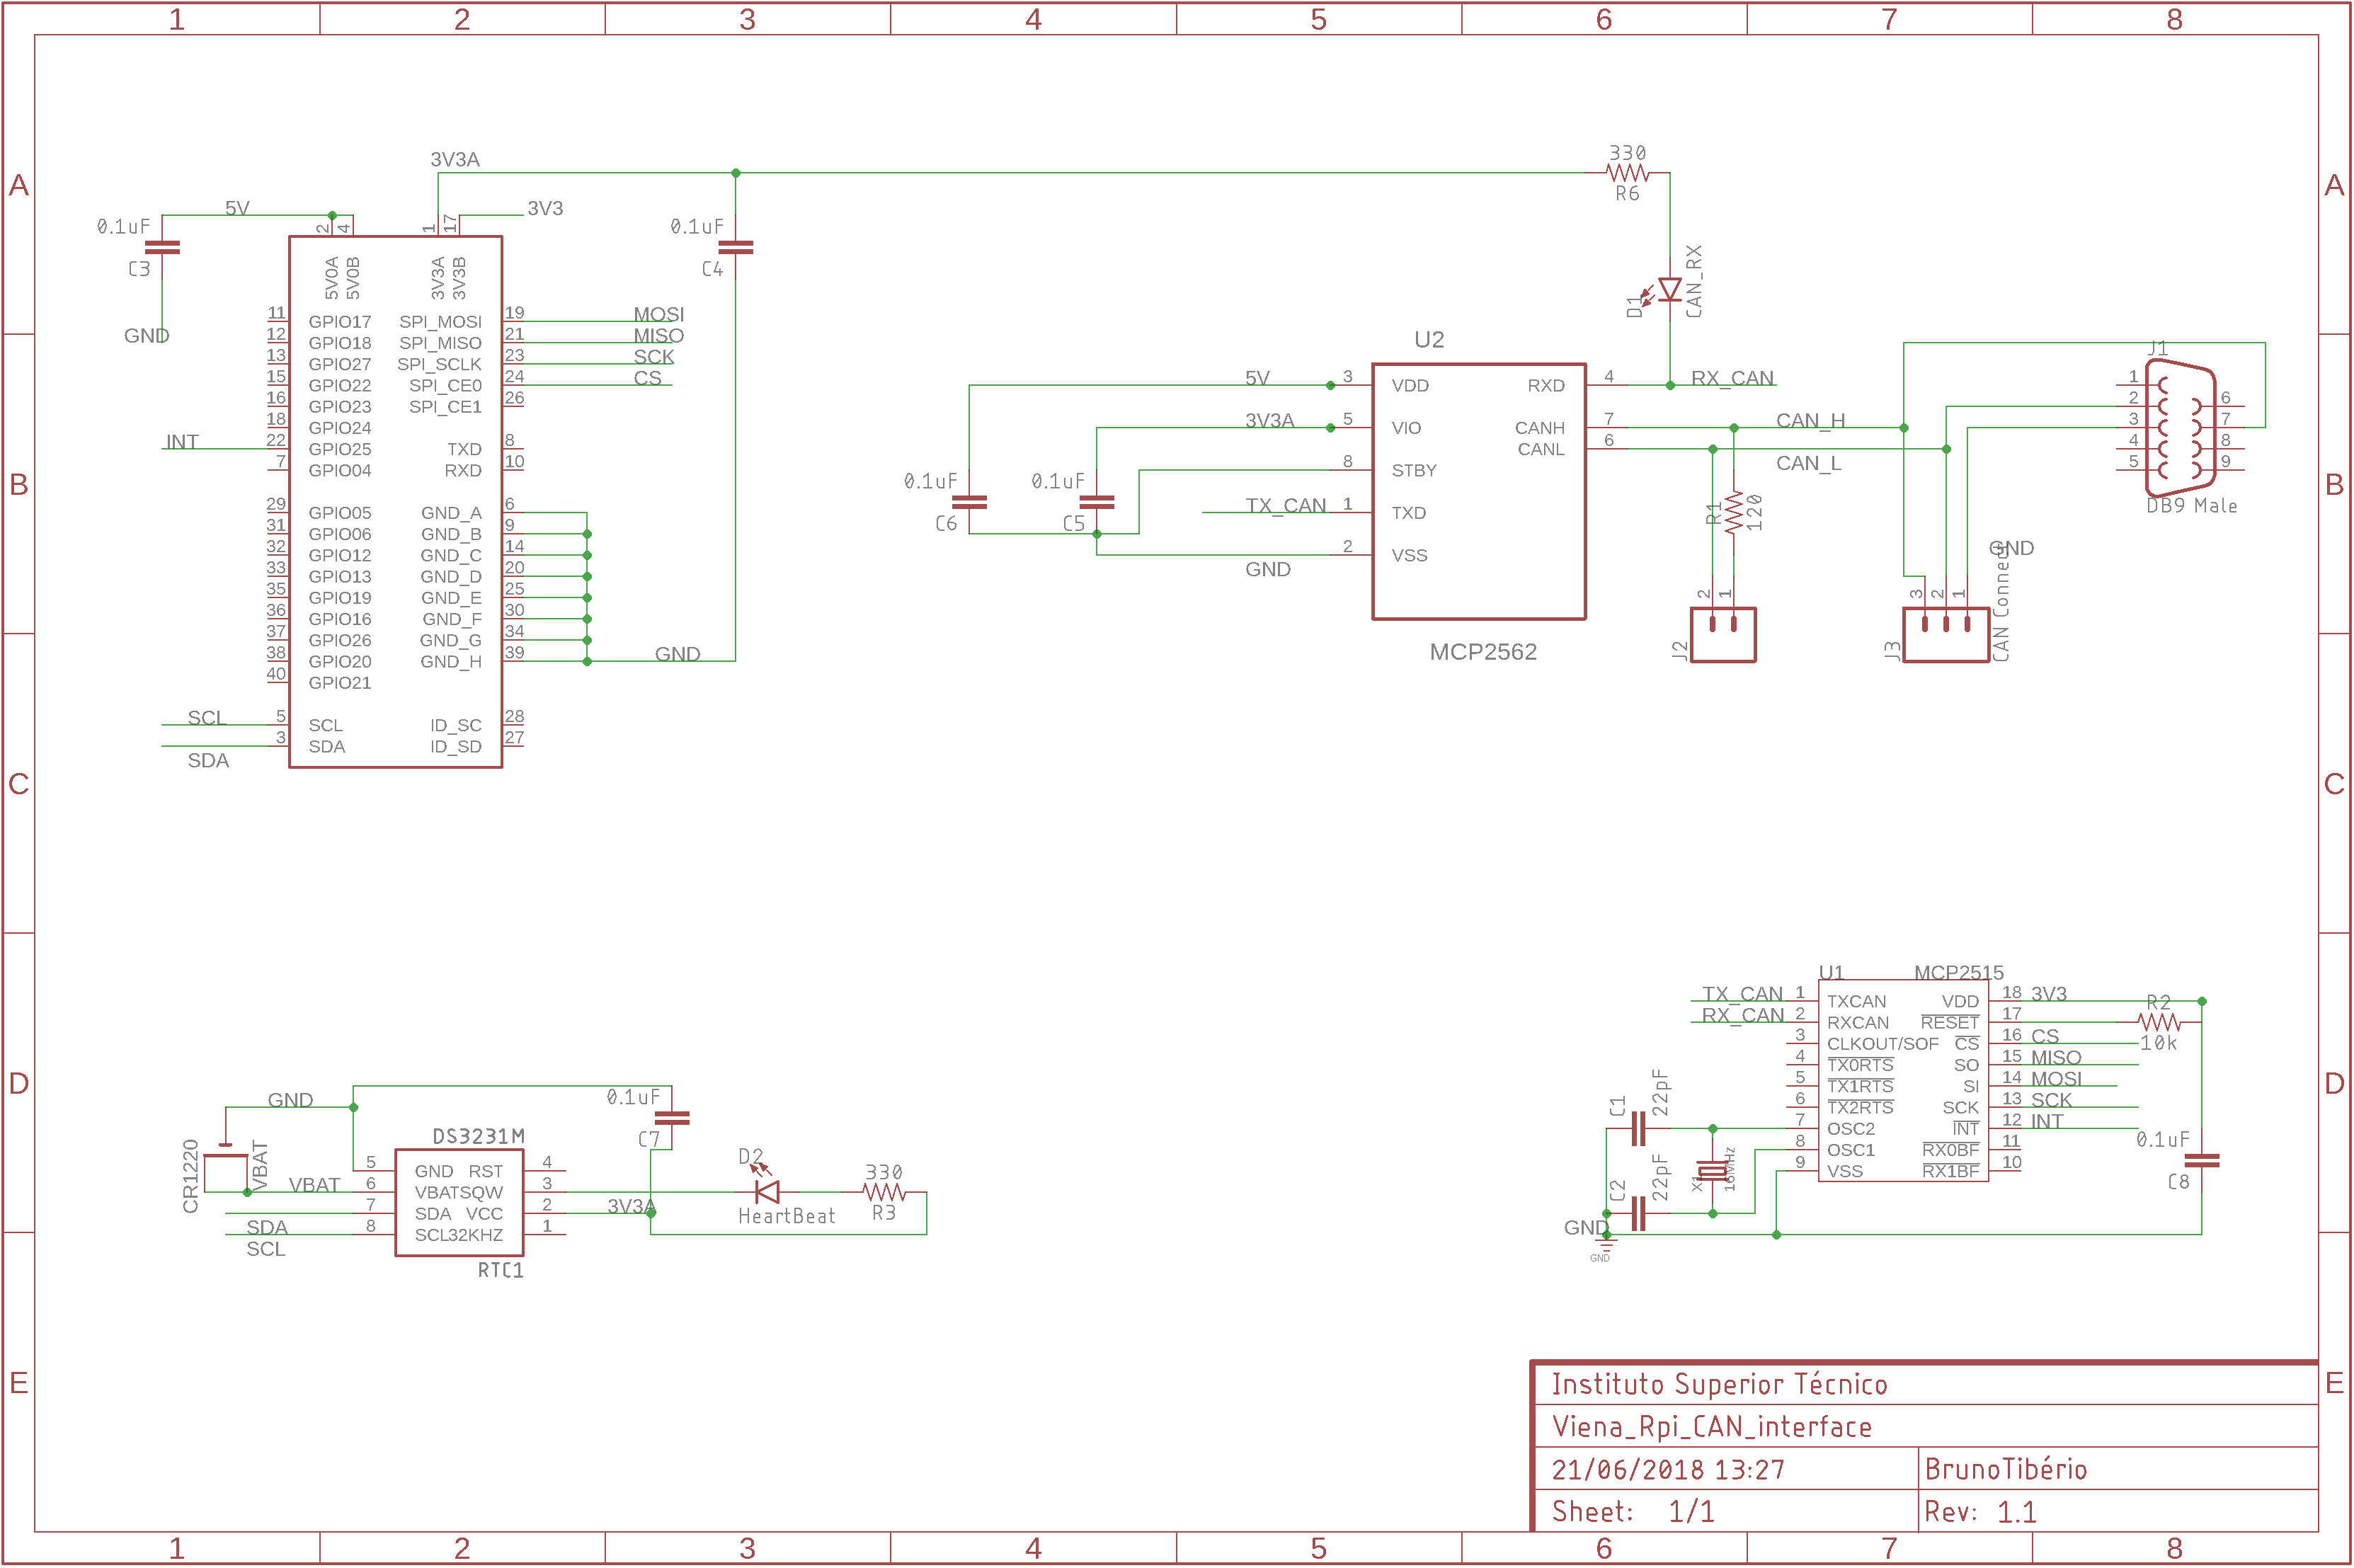 1 2 3 4 5 6 7 8
A A
B B
C C
D D
E E
3V3A
5V
3V3
0.1uF
C3
GND
2 4 1 17
5V0A 5V0B 3V3A 3V3B
0.1uF
C4
11 GPIO17 SPI_MOSI 19 MOSI
12 GPIO18 SPI_MISO 21 MISO
13 GPIO27 SPI_SCLK 23 SCK
15 GPIO22 SPI_CE0 24 CS
16 GPIO23 SPI_CE1 26
18 GPIO24
INT 22 GPIO25 TXD 8
7 GPIO04 RXD 10
29 GPIO05 GND_A 6
31 GPIO06 GND_B 9
32 GPIO12 GND_C 14
33 GPIO13 GND_D 20
35 GPIO19 GND_E 25
36 GPIO16 GND_F 30
37 GPIO26 GND_G 34
38 GPIO20 GND_H 39 GND
40 GPIO21
SCL 5 SCL ID_SC 28
3 SDA ID_SD 27
SDA
330
R6
D1
CAN_RX
U2
5V 3 VDD RXD 4 RX_CAN
3V3A 5 VIO CANH 7 CAN_H
CANL 6 CAN_L
8 STBY
TX_CAN 1 TXD
2 VSS
GND
MCP2562
0.1uF
C6
0.1uF
C5
R1
120
2 1
J2
3 2 1
J3
CAN Connect
GND
J1
1
2 6
3 7
4 8
5 9
DB9 Male
GND
0.1uF
C7
CR1220
VBAT
DS3231M
5 GND RST 4
VBAT 6 VBAT SQW 3
7 SDA VCC 2 3V3A
SDA 8 SCL 32KHZ 1
SCL
RTC1
D2
HeartBeat
330
R3
U1 MCP2515
TX_CAN 1 TXCAN VDD 18 3V3
RX_CAN 2 RXCAN RESET 17
3 CLKOUT/SOF CS 16 CS
4 TX0RTS SO 15 MISO
5 TX1RTS SI 14 MOSI
6 TX2RTS SCK 13 SCK
7 OSC2 INT 12 INT
8 OSC1 RX0BF 11
9 VSS RX1BF 10
R2
10k
0.1uF
C8
C1
22pF
C2
22pF
16MHz
GND
GND
Instituto Superior Técnico
Viena_Rpi_CAN_interface
21/06/2018 13:27 BrunoTibério
Sheet: 1/1 Rev: 1.1
1 2 3 4 5 6 7 8